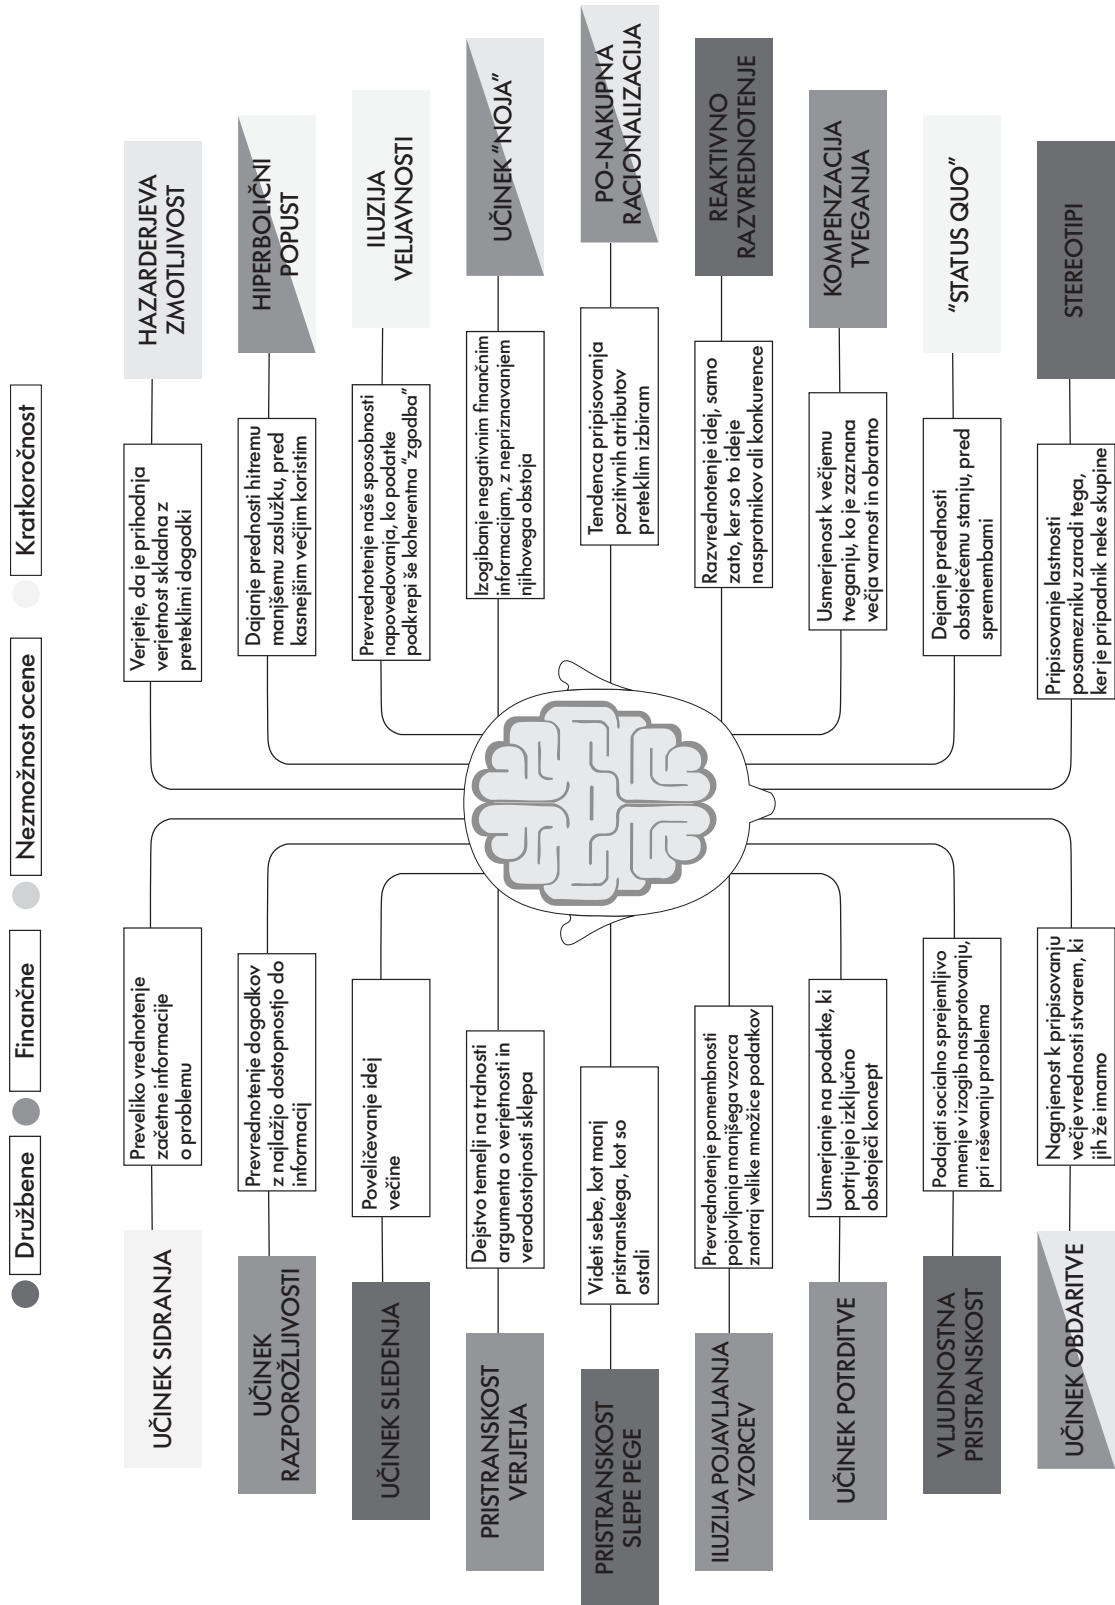 Družbene
Finančne
Nezmožnost ocene
Kratkoročnost
UČINEK SIDRANJA
Preveliko vrednotenje
začetne informacije
o problemu
UČINEK
RAZPOROŽLJIVOSTI
Prevrednotenje dogodkov
z najlažjo dostopnostjo do
informacij
UČINEK SLEDENJA
Poveličevanje idej
večine
PRISTRANSKOST
VERJETJA
Dejstvo temelji na trdnosti
argumenta o verjetnosti in
verodostojnosti sklepa
PRISTRANSKOST
SLEPE PEGE
Videti sebe, kot manj
pristranskega, kot so
ostali
ILUZIJA POJAVLJANJA
VZORCEV
Prevrednotenje pomembnosti
pojavljanja manjšega vzorca
znotraj velike množice podatkov
UČINEK POTRDITVE
Usmerjanje na podatke, ki
potrjujejo izključno
obstoječi koncept
VLJUDNOSTNA
PRISTRANSKOST
Podajati socialno sprejemljivo
mnenje v izogib nasprotovanju,
pri reševanju problema
UČINEK OBDARITVE
Nagnjenost k pripisovanju
večje vrednosti stvarem, ki
jih že imamo
HAZARDERJEVA
ZMOTLJIVOST
Verjetje, da je prihodnja
verjetnost skladna z
preteklimi dogodki
HIPERBOLIČNI
POPUST
Dajanje prednosti hitremu
manjšemu zaslužku, pred
kasnejšim večjim koristim
ILUZIJA
VELJAVNOSTI
Prevrednotenje naše sposobnosti
napovedovanja, ko podatke
podkrepi še koherentna "zgodba"
UČINEK "NOJA"
Izogibanje negativnim finančnim
informacijam, z nepriznavanjem
njihovega obstoja
PO-NAKUPNA
RACIONALIZACIJA
Tendenca pripisovanja
pozitivnih atributov
preteklim izbiram
REAKTIVNO
RAZVREDNOTENJE
Razvrednotenje idej, samo
zato, ker so to ideje
nasprotnikov ali konkurence
KOMPENZACIJA
TVEGANJA
Usmerjenost k večjemu
tveganju, ko je zaznana
večja varnost in obratno
"STATUS QUO"
Dejanje prednosti
obstoječemu stanju, pred
spremembami
STEREOTIPI
Pripisovanje lastnosti
posamezniku zaradi tega,
ker je pripadnik neke skupine